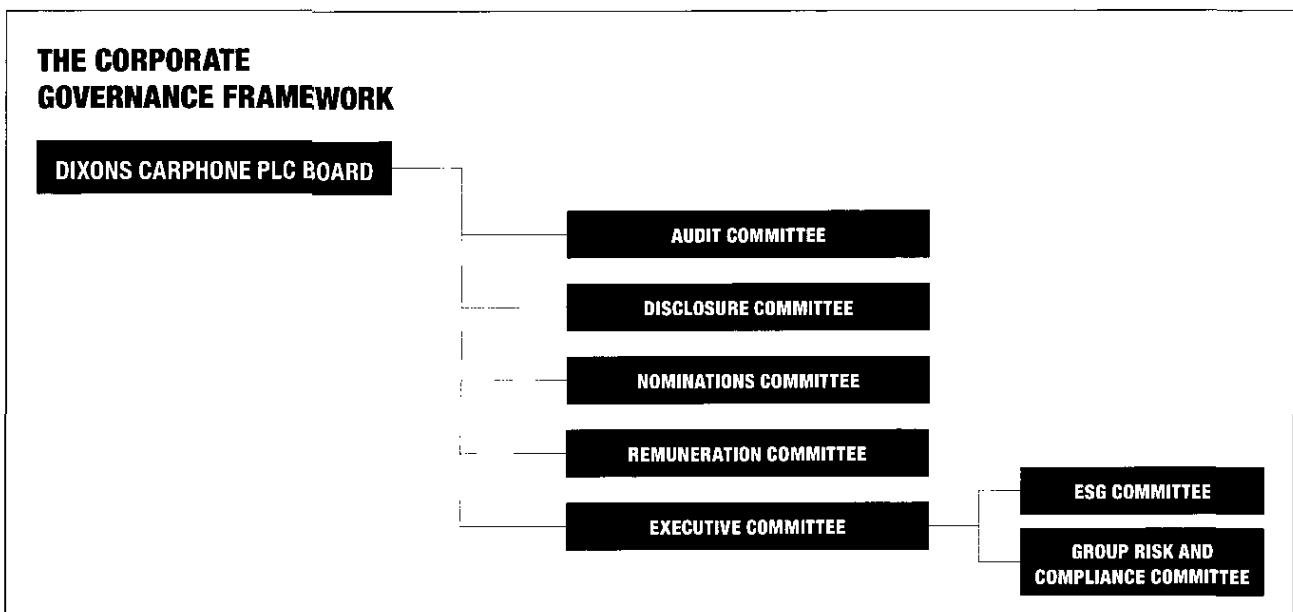 THE CORPORATE
GOVERNANCE FRAMEWORK
DIXONS CARPHONE PLC BOARD
AUDIT COMMITTEE
DISCLOSURE COMMITTEE
NOMINATIONS COMMITTEE
REMUNERATION COMMITTEE
EXECUTIVE COMMITTEE
ESG COMMITTEE
GROUP RISK AND
COMPLIANCE COMMITTEE